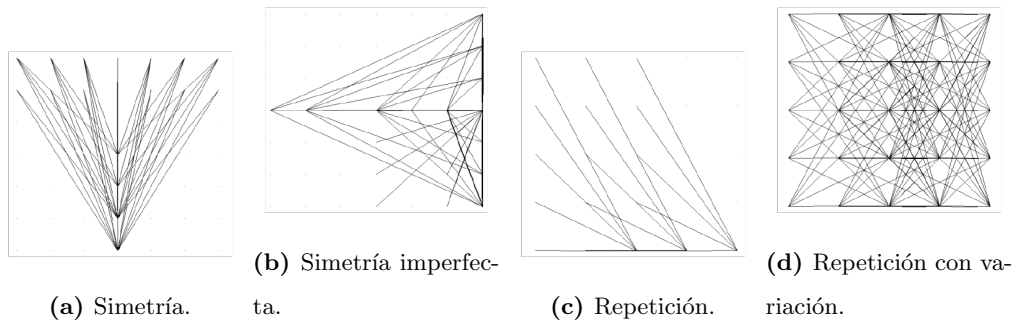 (a) Simetría.
(b) Simetría imperfec-
ta.
(c) Repetición.
(d) Repetición con va-
riación.